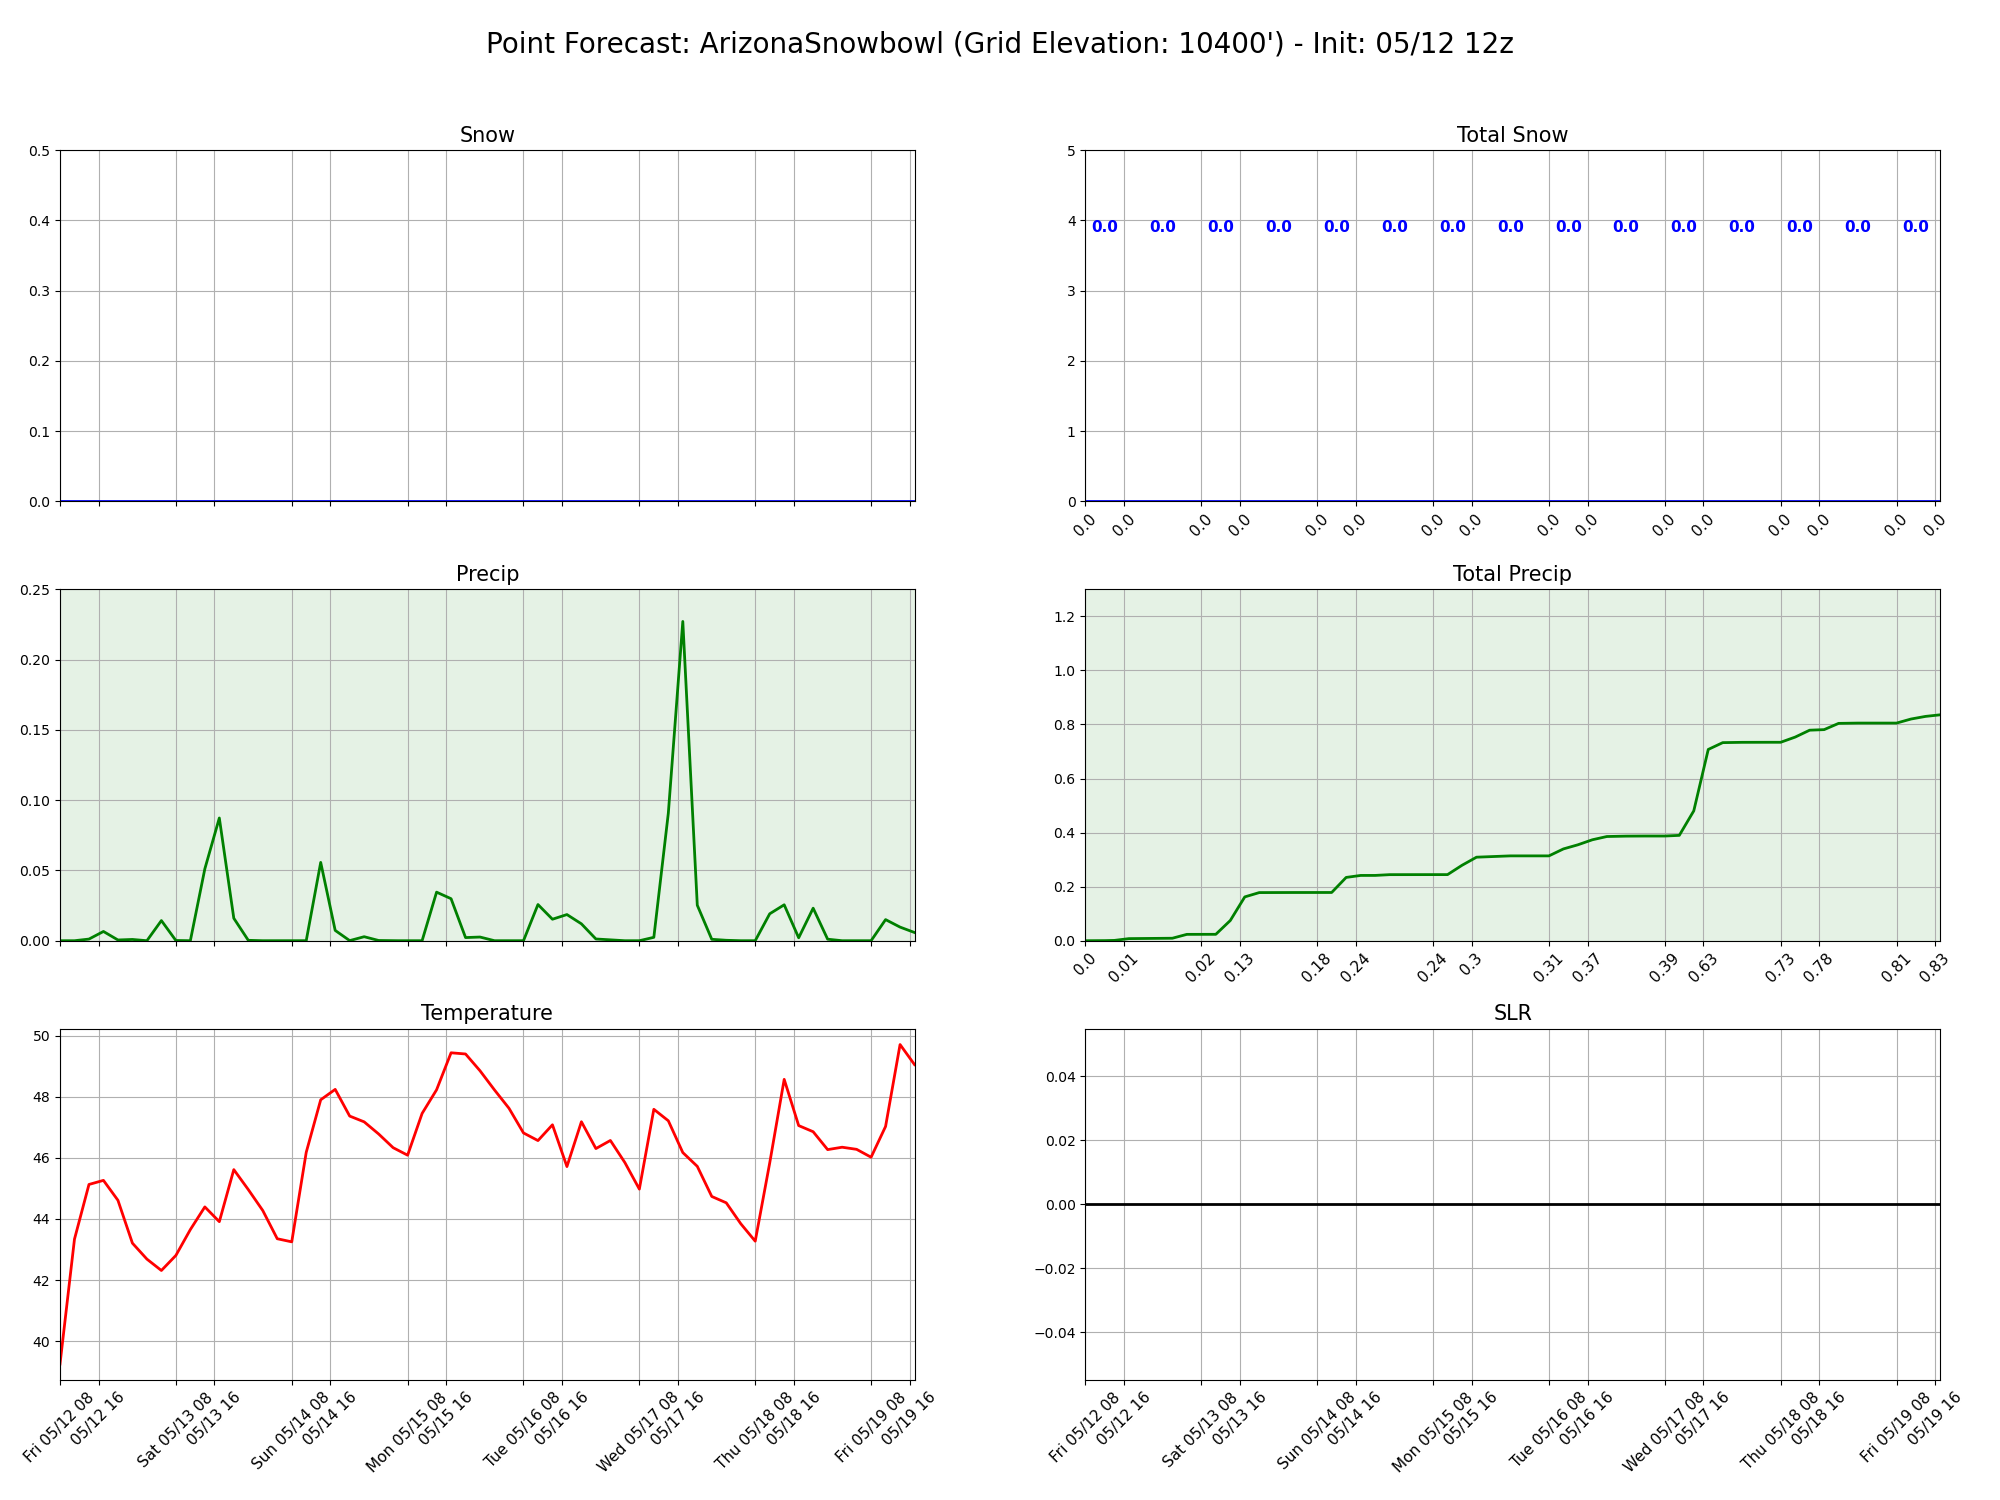 Point Forecast: ArizonaSnowbowl (Grid Elevation: 10400') - Init: 05/12 12z
Snow
0.5
0.4
0.3
0.2
0.1
0.0
Total Snow
5
4
3
2
1
0
0.0 0.0 0.0 0.0 0.0 0.0 0.0 0.0 0.0 0.0 0.0 0.0 0.0 0.0 0.0
0.0 0.0 0.0 0.0 0.0 0.0 0.0 0.0 0.0 0.0 0.0 0.0 0.0 0.0 0.0 0.0
Precip
0.25
0.20
0.15
0.10
0.05
0.00
Total Precip
1.2
1.0
0.8
0.6
0.4
0.2
0.0
0.0 0.01 0.02 0.13 0.18 0.24 0.24 0.3 0.31 0.37 0.39 0.63 0.73 0.78 0.81 0.83
Temperature
50
48
46
44
42
40
Fri 05/12 08
05/12 16
Sat 05/13 08
05/13 16
Sun 05/14 08
05/14 16
Mon 05/15 08
05/15 16
Tue 05/16 08
05/16 16
Wed 05/17 08
05/17 16
Thu 05/18 08
05/18 16
Fri 05/19 08
05/19 16
SLR
0.04
0.02
0.00
−0.02
−0.04
Fri 05/12 08
05/12 16
Sat 05/13 08
05/13 16
Sun 05/14 08
05/14 16
Mon 05/15 08
05/15 16
Tue 05/16 08
05/16 16
Wed 05/17 08
05/17 16
Thu 05/18 08
05/18 16
Fri 05/19 08
05/19 16